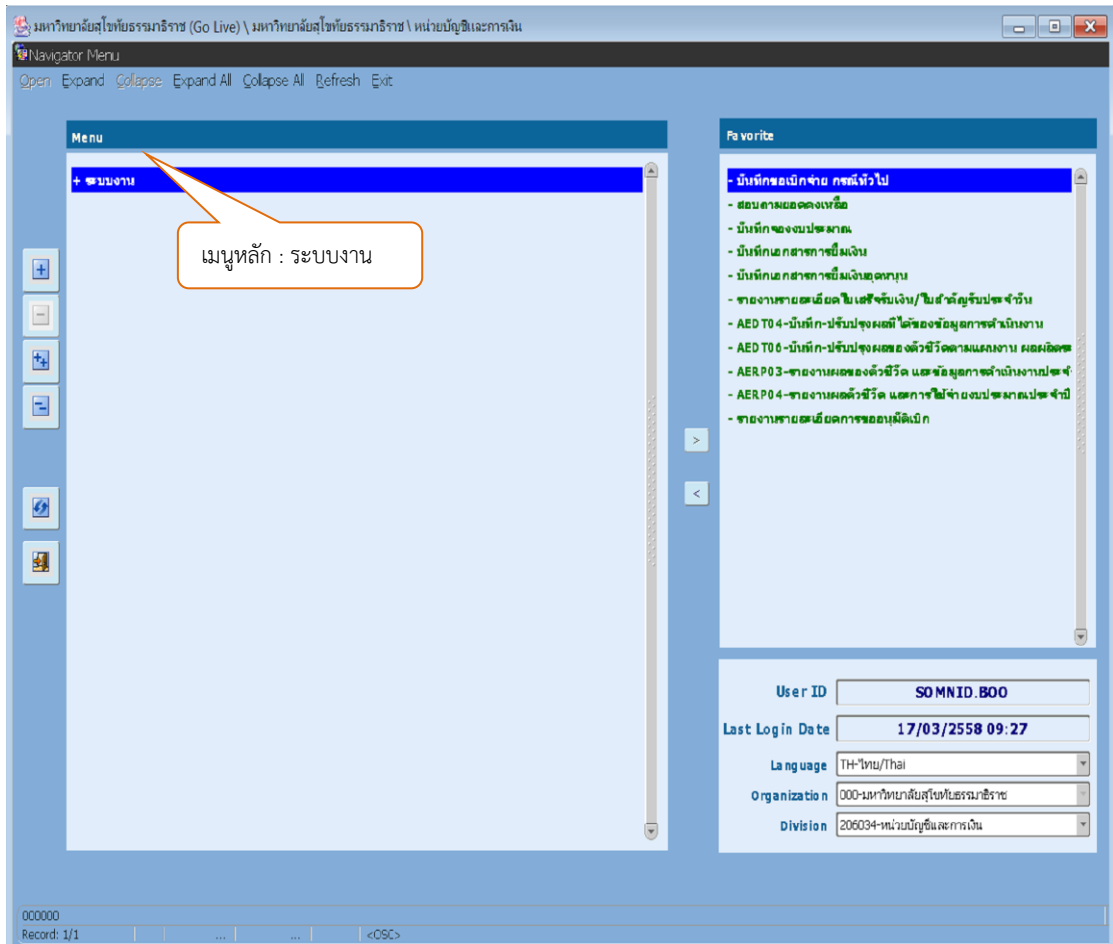 มหาวิทยาลัยสุโขทัยธรรมาธิราช (Go Live) \ มหาวิทยาลัยสุโขทัยธรรมาธิราช \ หน่วยบัญชีและการเงิน
Navigator Menu
Open Expand Collapse Expand All Collapse All Refresh Exit
Menu
+ ระบบงาน
เมนูหลัก : ระบบงาน
>
<
Favorite
- บันทึกขอเบิกจ่าย กรณีทั่วไป
- สอบถามยอดคงเหลือ
- บันทึกจองงบประมาณ
- บันทึกเอกสารการยืมเงิน
- บันทึกเอกสารการยืมเงินอุดหนุน
- รายงานรายละเอียดใบเสร็จรับเงิน/ใบสำคัญรับประจำวัน
- AEDT04-บันทึก-ปรับปรุงผลที่ได้ของข้อมูลการดำเนินงาน
- AEDT06-บันทึก-ปรับปรุงผลของตัวชี้วัดตามแผนงาน ผลผลิต
- AERP03-รายงานผลของตัวชี้วัด และข้อมูลการดำเนินงานประจำ
- AERP04-รายงานผลตัวชี้วัด และการใช้จ่ายงบประมาณประจำปี
- รายงานรายละเอียดการขออนุมัติเบิก
User ID SOMNID.BOO
Last Login Date 17/03/2558 09:27
Language TH-ไทย/Thai
Organization 000-มหาวิทยาลัยสุโขทัยธรรมาธิราช
Division 206034-หน่วยบัญชีและการเงิน
000000
Record: 1/1 ... ... <OSC>